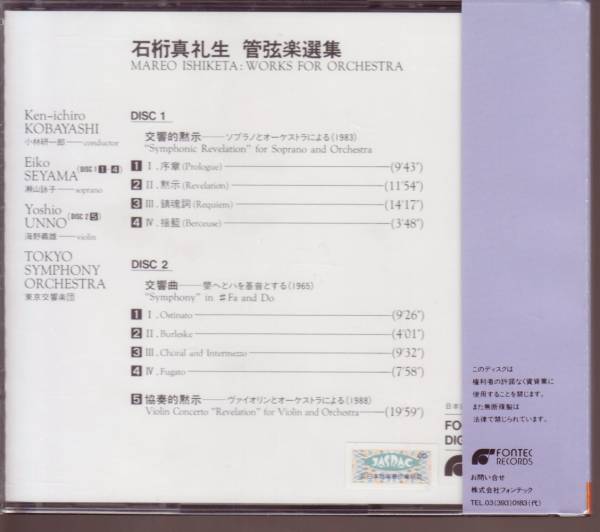 石桁真礼生 管弦楽選集
MAREO ISHIKETA: WORKS FOR ORCHESTRA
Ken-ichiro
KOBAYASHI
小林研一郎——conductor
Eiko
SEYAMA (DISC 1 1-4)
瀬山詠子——soprano
Yoshio
UNNO (DISC 2 5)
海野義雄——violin
TOKYO
SYMPHONY
ORCHESTRA
東京交響楽団
DISC 1
交響的黙示——ソプラノとオーケストラによる(1983)
"Symphonic Revelation" for Soprano and Orchestra
1 I. 序章(Prologue) (9'43")
2 II. 黙示(Revelation) (11'54")
3 III. 鎮魂詞(Requiem) (14'17")
4 IV. 揺籃(Berceuse) (3'48")
DISC 2
交響曲——嬰へとハを基音とする(1965)
"Symphony" in #Fa and Do
1 I. Ostinato (9'26")
2 II. Burleske (4'01")
3 III. Choral and Intermezzo (9'32")
4 IV. Fugato (7'58")
5 協奏的黙示——ヴァイオリンとオーケストラによる(1988)
Violin Concerto "Revelation" for Violin and Orchestra (19'59")
JASRAC
日本
FO
DIG
このディスクは
権利者の許諾なく賃貸業に
使用することを禁じます。
また無断複製は
法律で禁じられています。
FONTEC
RECORDS
お問い合せ
株式会社フォンテック
TEL.03(393)0183(代)